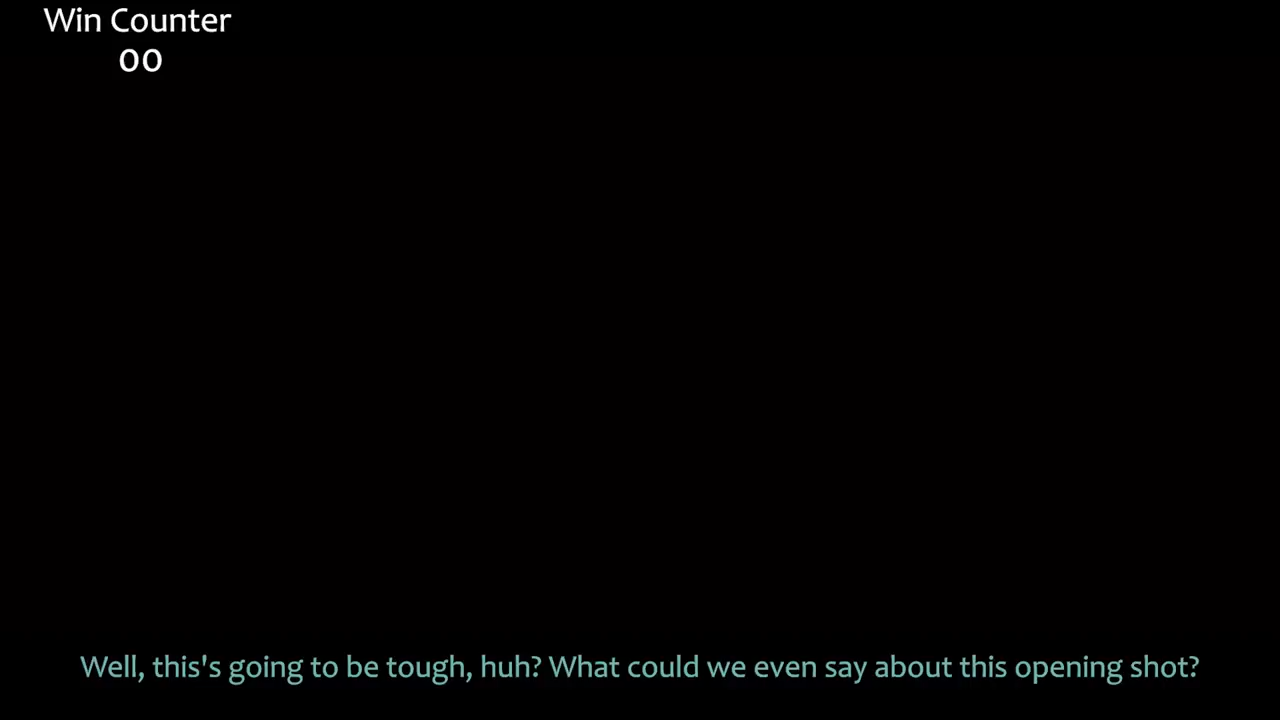 Win Counter
00
Well, this's going to be tough, huh? What could we even say about this opening shot?